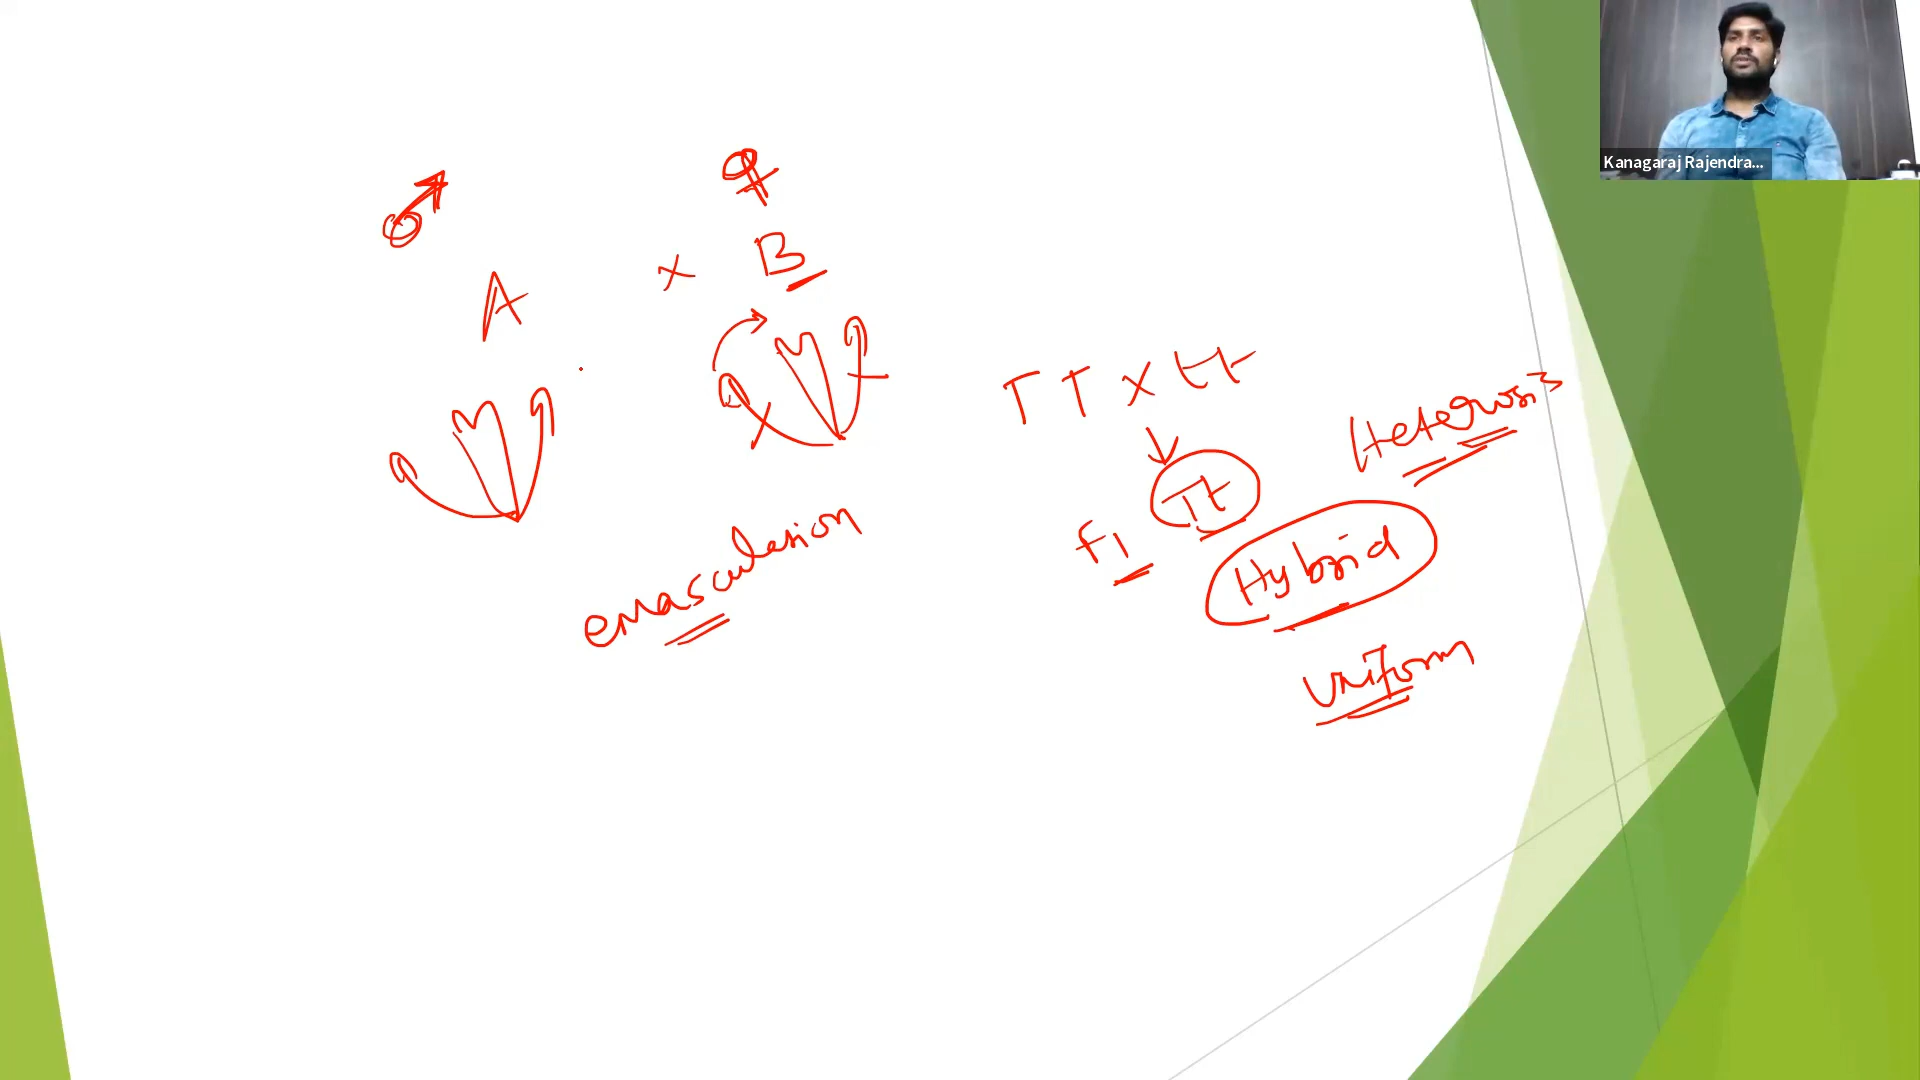 ♂ ♀
A x B
TT x tt
Heterosis
Tt
F1
Hybrid
emasculation
Uniform
Kanagaraj Rajendra...